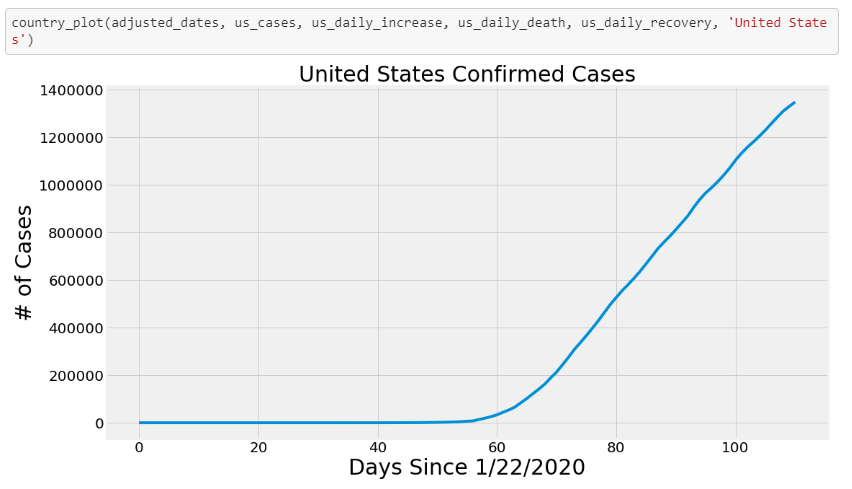 country_plot(adjusted_dates, us_cases, us_daily_increase, us_daily_death, us_daily_recovery, 'United State
s')
United States Confirmed Cases
1400000
1200000
1000000
800000
600000
400000
200000
0
# of Cases
0 20 40 60 80 100
Days Since 1/22/2020